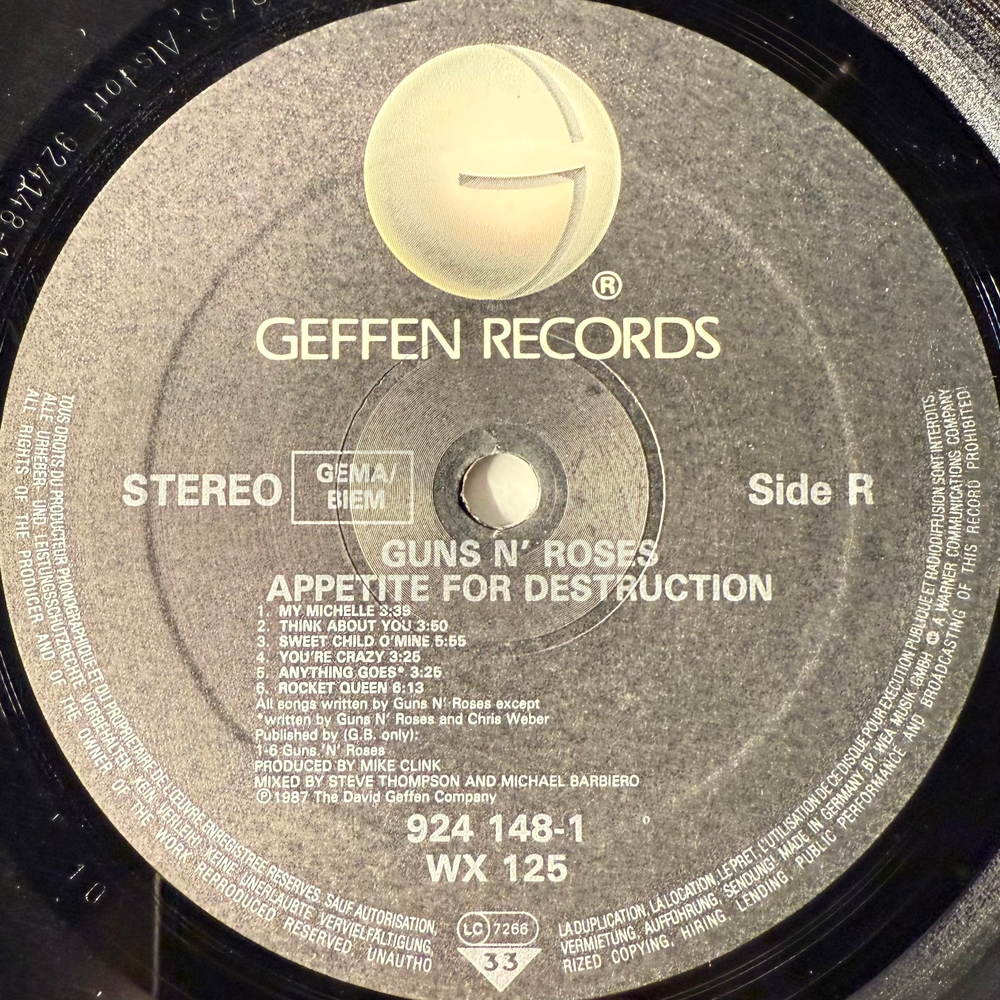 R/S Alsdorf 924148-1
®
GEFFEN RECORDS
STEREO
GEMA/
BIEM
Side R
GUNS N' ROSES
APPETITE FOR DESTRUCTION
1. MY MICHELLE 3:39
2. THINK ABOUT YOU 3:50
3. SWEET CHILD O'MINE 5:55
4. YOU'RE CRAZY 3:25
5. ANYTHING GOES* 3:25
6. ROCKET QUEEN 6:13
All songs written by Guns N' Roses except
*written by Guns N' Roses and Chris Weber
Published by (G.B. only):
1-6 Guns 'N' Roses
PRODUCED BY MIKE CLINK
MIXED BY STEVE THOMPSON AND MICHAEL BARBIERO
℗ 1987 The David Geffen Company
924 148-1
WX 125
LC 7266
33
TOUS DROITS DU PRODUCTEUR PHONOGRAPHIQUE ET DU PROPRIETAIRE DE L'ŒUVRE ENREGISTREE RESERVES. SAUF AUTORISATION, LA DUPLICATION, LA LOCATION, LE PRET, L'UTILISATION DE CE DISQUE POUR EXECUTION PUBLIQUE ET RADIODIFFUSION SONT INTERDITS.
ALLE URHEBER- UND LEISTUNGSSCHUTZRECHTE VORBEHALTEN. KEIN VERLEIH! KEINE UNERLAUBTE VERVIELFÄLTIGUNG, VERMIETUNG, AUFFÜHRUNG, SENDUNG! MADE IN GERMANY BY WEA MUSIK GMBH A WARNER COMMUNICATIONS COMPANY
ALL RIGHTS OF THE PRODUCER AND OF THE OWNER OF THE WORK REPRODUCED RESERVED. UNAUTHORIZED COPYING, HIRING, LENDING, PUBLIC PERFORMANCE AND BROADCASTING OF THIS RECORD PROHIBITED!
10